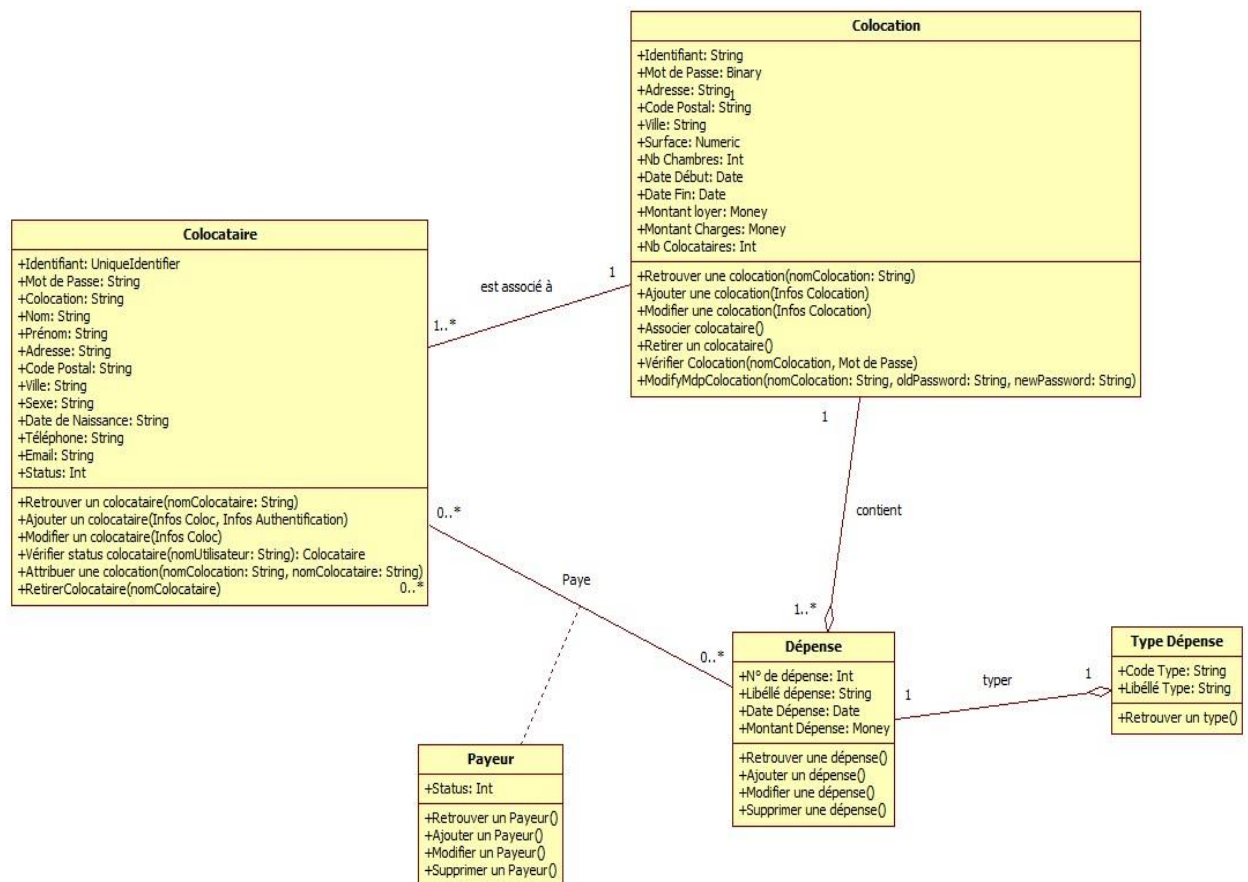 Colocation
+Identifiant: String
+Mot de Passe: Binary
+Adresse: String
1
+Code Postal: String
+Ville: String
+Surface: Numeric
+Nb Chambres: Int
+Date Début: Date
+Date Fin: Date
+Montant loyer: Money
+Montant Charges: Money
+Nb Colocataires: Int
+Retrouver une colocation(nomColocation: String)
+Ajouter une colocation(Infos Colocation)
+Modifier une colocation(Infos Colocation)
+Associer colocataire()
+Retirer un colocataire()
+Vérifier Colocation(nomColocation, Mot de Passe)
+ModifyMdpColocation(nomColocation: String, oldPassword: String, newPassword: String)
Colocataire
+Identifiant: UniqueIdentifier
+Mot de Passe: String
+Colocation: String
+Nom: String
+Prénom: String
+Adresse: String
+Code Postal: String
+Ville: String
+Sexe: String
+Date de Naissance: String
+Téléphone: String
+Email: String
+Status: Int
+Retrouver un colocataire(nomColocataire: String)
+Ajouter un colocataire(Infos Coloc, Infos Authentification)
+Modifier un colocataire(Infos Coloc)
+Vérifier status colocataire(nomUtilisateur: String): Colocataire
+Attribuer une colocation(nomColocation: String, nomColocataire: String)
+RetirerColocataire(nomColocataire)
0..*
1
est associé à
1..*
1
contient
1..*
0..*
Paye
0..*
Dépense
+N° de dépense: Int
+Libéllé dépense: String
+Date Dépense: Date
+Montant Dépense: Money
+Retrouver une dépense()
+Ajouter un dépense()
+Modifier une dépense()
+Supprimer une dépense()
1
typer
1
Type Dépense
+Code Type: String
+Libéllé Type: String
+Retrouver un type()
Payeur
+Status: Int
+Retrouver un Payeur()
+Ajouter un Payeur()
+Modifier un Payeur()
+Supprimer un Payeur()